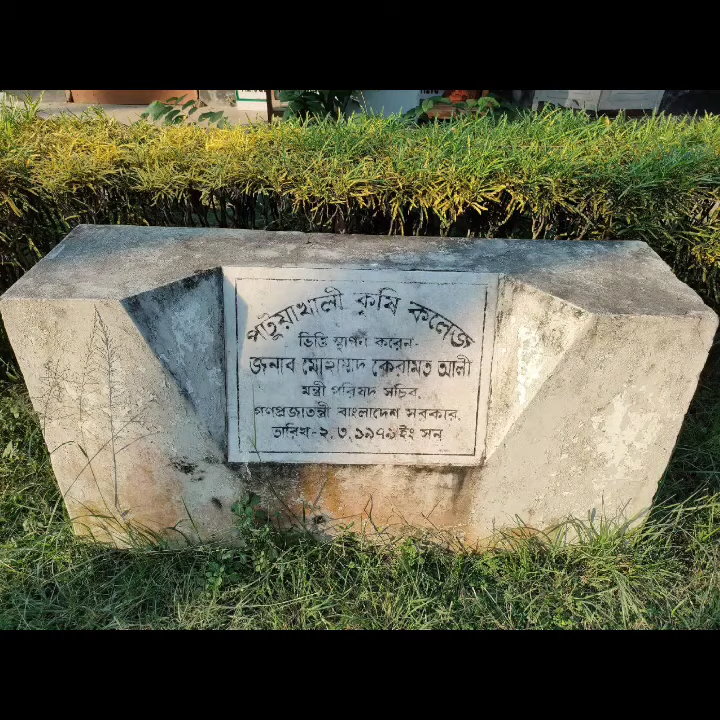 পটুয়াখালী কৃষি কলেজ
ভিত্তি স্থাপন করেন-
জনাব মোহাম্মদ কেরামত আলী
মন্ত্রী পরিষদ সচিব,
গণপ্রজাতন্ত্রী বাংলাদেশ সরকার,
তারিখ-২.৩.১৯৭৯ইং সন